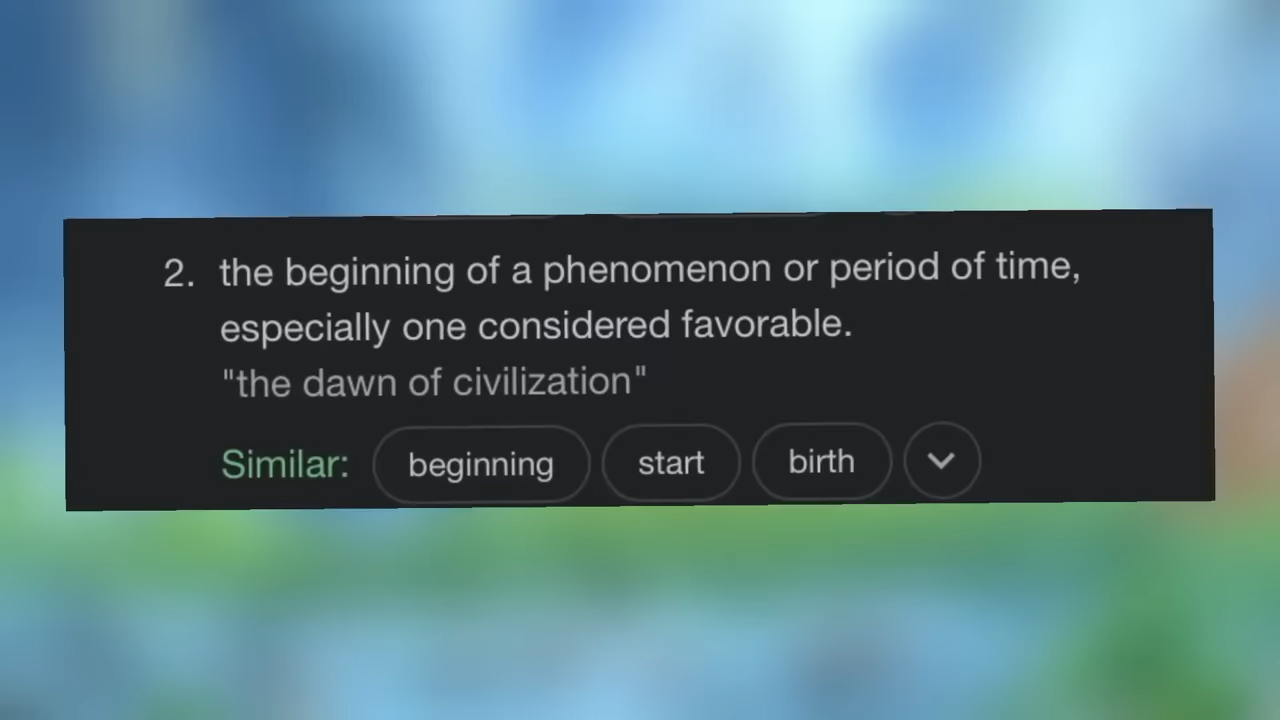 2. the beginning of a phenomenon or period of time,
especially one considered favorable.
"the dawn of civilization"
Similar: beginning start birth